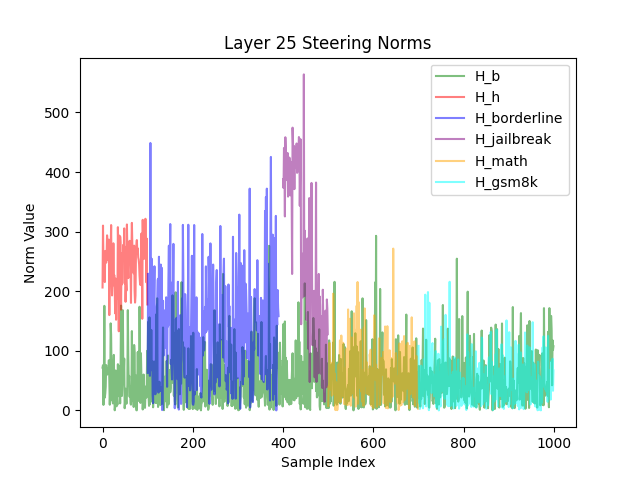 Layer 25 Steering Norms
H_b
H_h
H_borderline
H_jailbreak
H_math
H_gsm8k
Norm Value
500
400
300
200
100
0
0 200 400 600 800 1000
Sample Index